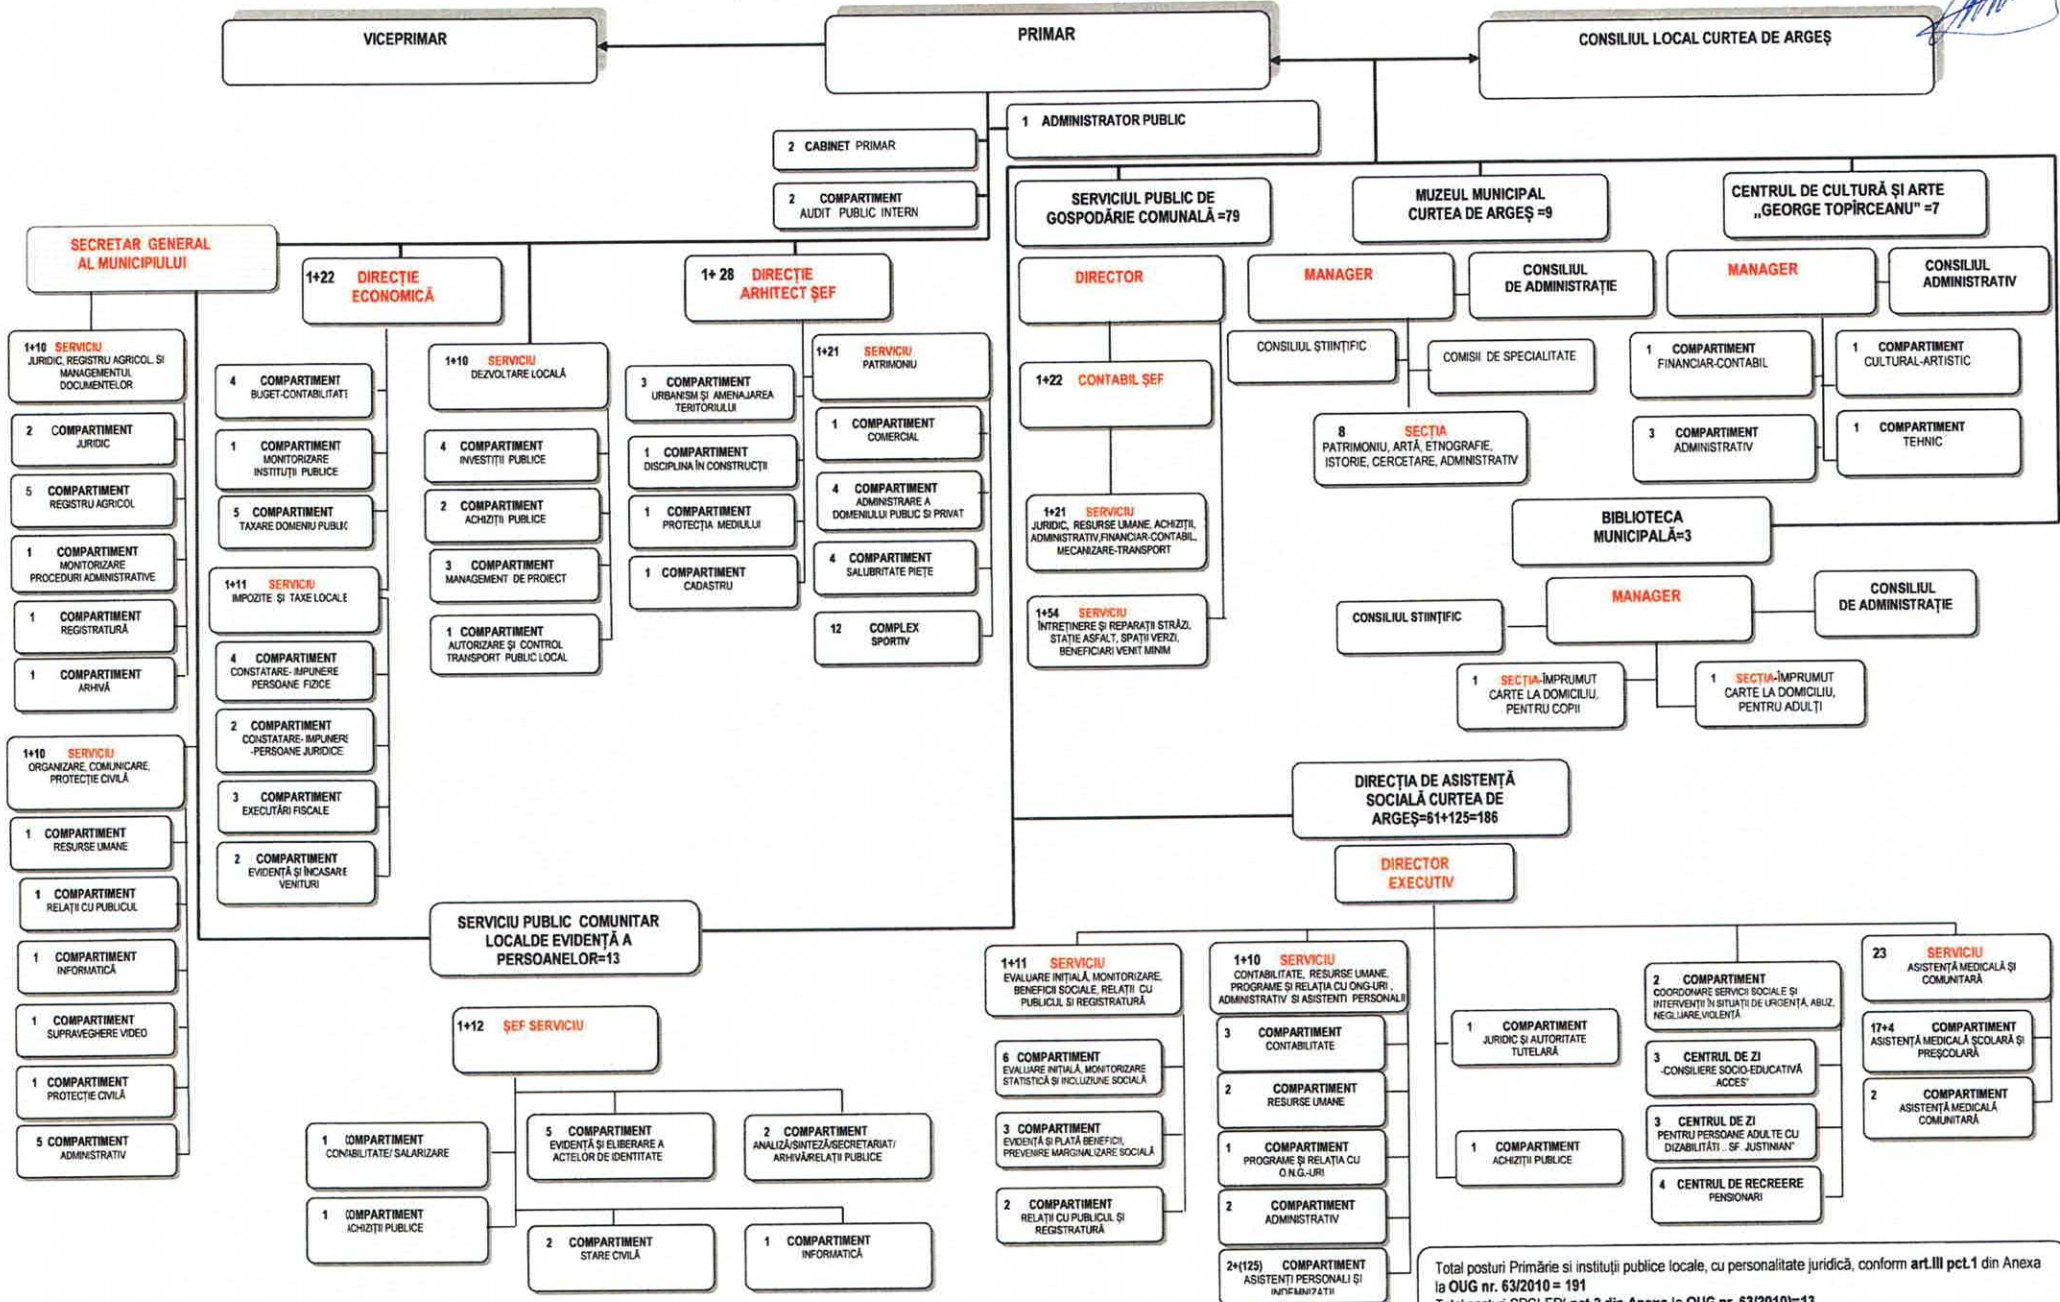 VICEPRIMAR
PRIMAR
CONSILIUL LOCAL CURTEA DE ARGEȘ
1 ADMINISTRATOR PUBLIC
2 CABINET PRIMAR
2 COMPARTIMENT
AUDIT PUBLIC INTERN
SECRETAR GENERAL
AL MUNICIPIULUI
1+10 SERVICIU
JURIDIC, REGISTRU AGRICOL. SI
MANAGEMENTUL
DOCUMENTELOR
2 COMPARTIMENT
JURIDIC
5 COMPARTIMENT
REGISTRU AGRICOL
1 COMPARTIMENT
MONITORIZARE
PROCEDURI ADMINISTRATIVE
1 COMPARTIMENT
REGISTRATURĂ
1 COMPARTIMENT
ARHIVĂ
1+10 SERVICIU
ORGANIZARE, COMUNICARE,
PROTECȚIE CIVILĂ
1 COMPARTIMENT
RESURSE UMANE
1 COMPARTIMENT
RELAȚII CU PUBLICUL
1 COMPARTIMENT
INFORMATICĂ
1 COMPARTIMENT
SUPRAVEGHERE VIDEO
1 COMPARTIMENT
PROTECȚIE CIVILĂ
5 COMPARTIMENT
ADMINISTRATIV
1+22 DIRECȚIE
ECONOMICĂ
4 COMPARTIMENT
BUGET-CONTABILITATE
1 COMPARTIMENT
MONITORIZARE
INSTITUȚII PUBLICE
5 COMPARTIMENT
TAXARE DOMENIU PUBLIC
1+11 SERVICIU
IMPOZITE ȘI TAXE LOCALE
4 COMPARTIMENT
CONSTATARE- IMPUNERE
PERSOANE FIZICE
2 COMPARTIMENT
CONSTATARE- IMPUNERE
-PERSOANE JURIDICE
3 COMPARTIMENT
EXECUTĂRI FISCALE
2 COMPARTIMENT
EVIDENȚĂ ȘI ÎNCASARE
VENITURI
1+10 SERVICIU
DEZVOLTARE LOCALĂ
4 COMPARTIMENT
INVESTIȚII PUBLICE
2 COMPARTIMENT
ACHIZIȚII PUBLICE
3 COMPARTIMENT
MANAGEMENT DE PROIECT
1 COMPARTIMENT
AUTORIZARE ȘI CONTROL
TRANSPORT PUBLIC LOCAL
1+ 28 DIRECȚIE
ARHITECT ȘEF
3 COMPARTIMENT
URBANISM ȘI AMENAJAREA
TERITORIULUI
1 COMPARTIMENT
DISCIPLINA ÎN CONSTRUCȚII
1 COMPARTIMENT
PROTECȚIA MEDIULUI
1 COMPARTIMENT
CADASTRU
1+21 SERVICIU
PATRIMONIU
1 COMPARTIMENT
COMERCIAL
4 COMPARTIMENT
ADMINISTRARE A
DOMENIULUI PUBLIC SI PRIVAT
4 COMPARTIMENT
SALUBRITATE PIEȚE
12 COMPLEX
SPORTIV
SERVICIUL PUBLIC DE
GOSPODĂRIE COMUNALĂ =79
DIRECTOR
1+22 CONTABIL ȘEF
1+21 SERVICIU
JURIDIC, RESURSE UMANE, ACHIZIȚII,
ADMINISTRATIV,FINANCIAR-CONTABIL,
MECANIZARE-TRANSPORT
1+54 SERVICIU
ÎNTREȚINERE ȘI REPARAȚII STRĂZI,
STAȚIE ASFALT, SPAȚII VERZI,
BENEFICIARI VENIT MINIM
MUZEUL MUNICIPAL
CURTEA DE ARGEȘ =9
MANAGER
CONSILIUL
DE ADMINISTRAȚIE
CONSILIUL ȘTIINȚIFIC
COMISII DE SPECIALITATE
8 SECȚIA
PATRIMONIU, ARTĂ, ETNOGRAFIE,
ISTORIE, CERCETARE, ADMINISTRATIV
CENTRUL DE CULTURĂ ȘI ARTE
„GEORGE TOPÎRCEANU” =7
MANAGER
CONSILIUL
ADMINISTRATIV
1 COMPARTIMENT
FINANCIAR-CONTABIL
1 COMPARTIMENT
CULTURAL-ARTISTIC
3 COMPARTIMENT
ADMINISTRATIV
1 COMPARTIMENT
TEHNIC
BIBLIOTECA
MUNICIPALĂ=3
MANAGER
CONSILIUL
DE ADMINISTRAȚIE
CONSILIUL STIINȚIFIC
1 SECȚIA-ÎMPRUMUT
CARTE LA DOMICILIU,
PENTRU COPII
1 SECȚIA-ÎMPRUMUT
CARTE LA DOMICILIU,
PENTRU ADULȚI
SERVICIU PUBLIC COMUNITAR
LOCALDE EVIDENȚĂ A
PERSOANELOR=13
1+12 ȘEF SERVICIU
1 COMPARTIMENT
CONTABILITATE/ SALARIZARE
5 COMPARTIMENT
EVIDENȚĂ ȘI ELIBERARE A
ACTELOR DE IDENTITATE
2 COMPARTIMENT
ANALIZĂ/SINTEZĂ/SECRETARIAT/
ARHIVĂ/RELAȚII PUBLICE
1 COMPARTIMENT
ACHIZIȚII PUBLICE
2 COMPARTIMENT
STARE CIVILĂ
1 COMPARTIMENT
INFORMATICĂ
DIRECȚIA DE ASISTENȚĂ
SOCIALĂ CURTEA DE
ARGEȘ=61+125=186
DIRECTOR
EXECUTIV
1+11 SERVICIU
EVALUARE INIȚIALĂ, MONITORIZARE,
BENEFICII SOCIALE, RELAȚII CU
PUBLICUL SI REGISTRATURĂ
6 COMPARTIMENT
EVALUARE INIȚIALĂ, MONITORIZARE
STATISTICĂ ȘI INCLUZIUNE SOCIALĂ
3 COMPARTIMENT
EVIDENȚĂ ȘI PLATĂ BENEFICII,
PREVENIRE MARGINALIZARE SOCIALĂ
2 COMPARTIMENT
RELAȚII CU PUBLICUL ȘI
REGISTRATURĂ
1+10 SERVICIU
CONTABILITATE, RESURSE UMANE,
PROGRAME ȘI RELAȚIA CU ONG-URI ,
ADMINISTRATIV SI ASISTENTI PERSONALII
3 COMPARTIMENT
CONTABILITATE
2 COMPARTIMENT
RESURSE UMANE
1 COMPARTIMENT
PROGRAME ȘI RELAȚIA CU
O.N.G.-URI
2 COMPARTIMENT
ADMINISTRATIV
2+(125) COMPARTIMENT
ASISTENȚI PERSONALI ȘI
INDEMNIZAȚII
1 COMPARTIMENT
JURIDIC ȘI AUTORITATE
TUTELARĂ
1 COMPARTIMENT
ACHIZIȚII PUBLICE
2 COMPARTIMENT
COORDONARE SERVICII SOCIALE ȘI
INTERVENȚII ÎN SITUAȚII DE URGENȚĂ, ABUZ,
NEGLIJARE,VIOLENȚĂ
3 CENTRUL DE ZI
-CONSILIERE SOCIO-EDUCATIVĂ
„ACCES”
3 CENTRUL DE ZI
PENTRU PERSOANE ADULTE CU
DIZABILITĂȚI „ SF. JUSTINIAN”
4 CENTRUL DE RECREERE
PENSIONARI
23 SERVICIU
ASISTENȚĂ MEDICALĂ ȘI
COMUNITARĂ
17+4 COMPARTIMENT
ASISTENȚĂ MEDICALĂ ȘCOLARĂ ȘI
PREȘCOLARĂ
2 COMPARTIMENT
ASISTENȚĂ MEDICALĂ
COMUNITARĂ
Total posturi Primărie si instituții publice locale, cu personalitate juridică, conform art.III pct.1 din Anexa
la OUG nr. 63/2010 = 191
Total posturi SPCLEP( pct.2 din Anexa la OUG nr. 63/2010)=13